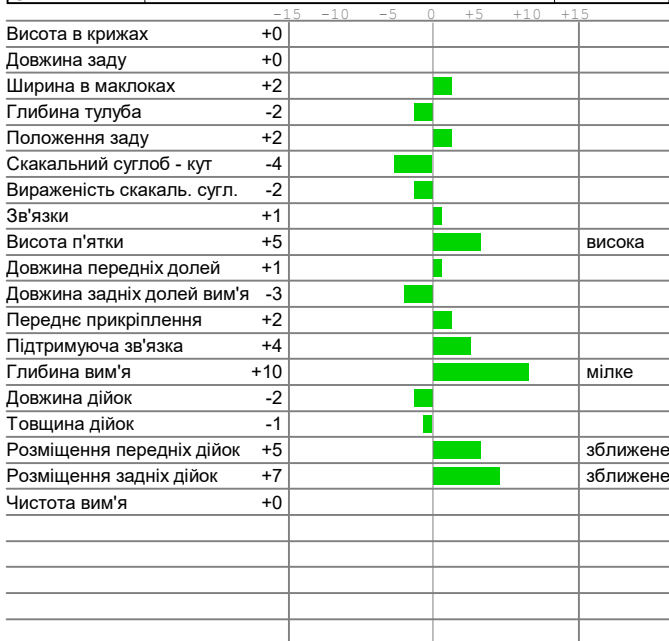 -15 -10 -5 0 +5 +10 +15
Висота в крижах +0
Довжина заду +0
Ширина в маклоках +2
Глибина тулуба -2
Положення заду +2
Скакальний суглоб - кут -4
Вираженість скакаль. сугл. -2
Зв'язки +1
Висота п'ятки +5 висока
Довжина передніх долей +1
Довжина задніх долей вим'я -3
Переднє прикріплення +2
Підтримуюча зв'язка +4
Глибина вим'я +10 мілке
Довжина дійок -2
Товщина дійок -1
Розміщення передніх дійок +5 зближене
Розміщення задніх дійок +7 зближене
Чистота вим'я +0